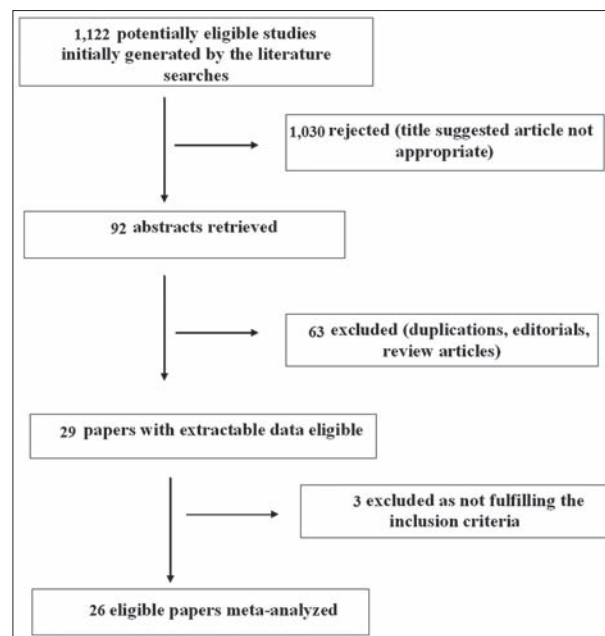 1,122 potentially eligible studies
initially generated by the literature
searches
1,030 rejected (title suggested article not
appropriate)
92 abstracts retrieved
63 excluded (duplications, editorials,
review articles)
29 papers with extractable data eligible
3 excluded as not fulfilling the
inclusion criteria
26 eligible papers meta-analyzed